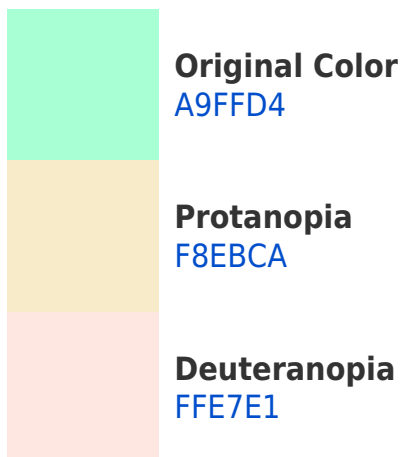 Original Color
A9FFD4
Protanopia
F8EBCA
Deuteranopia
FFE7E1